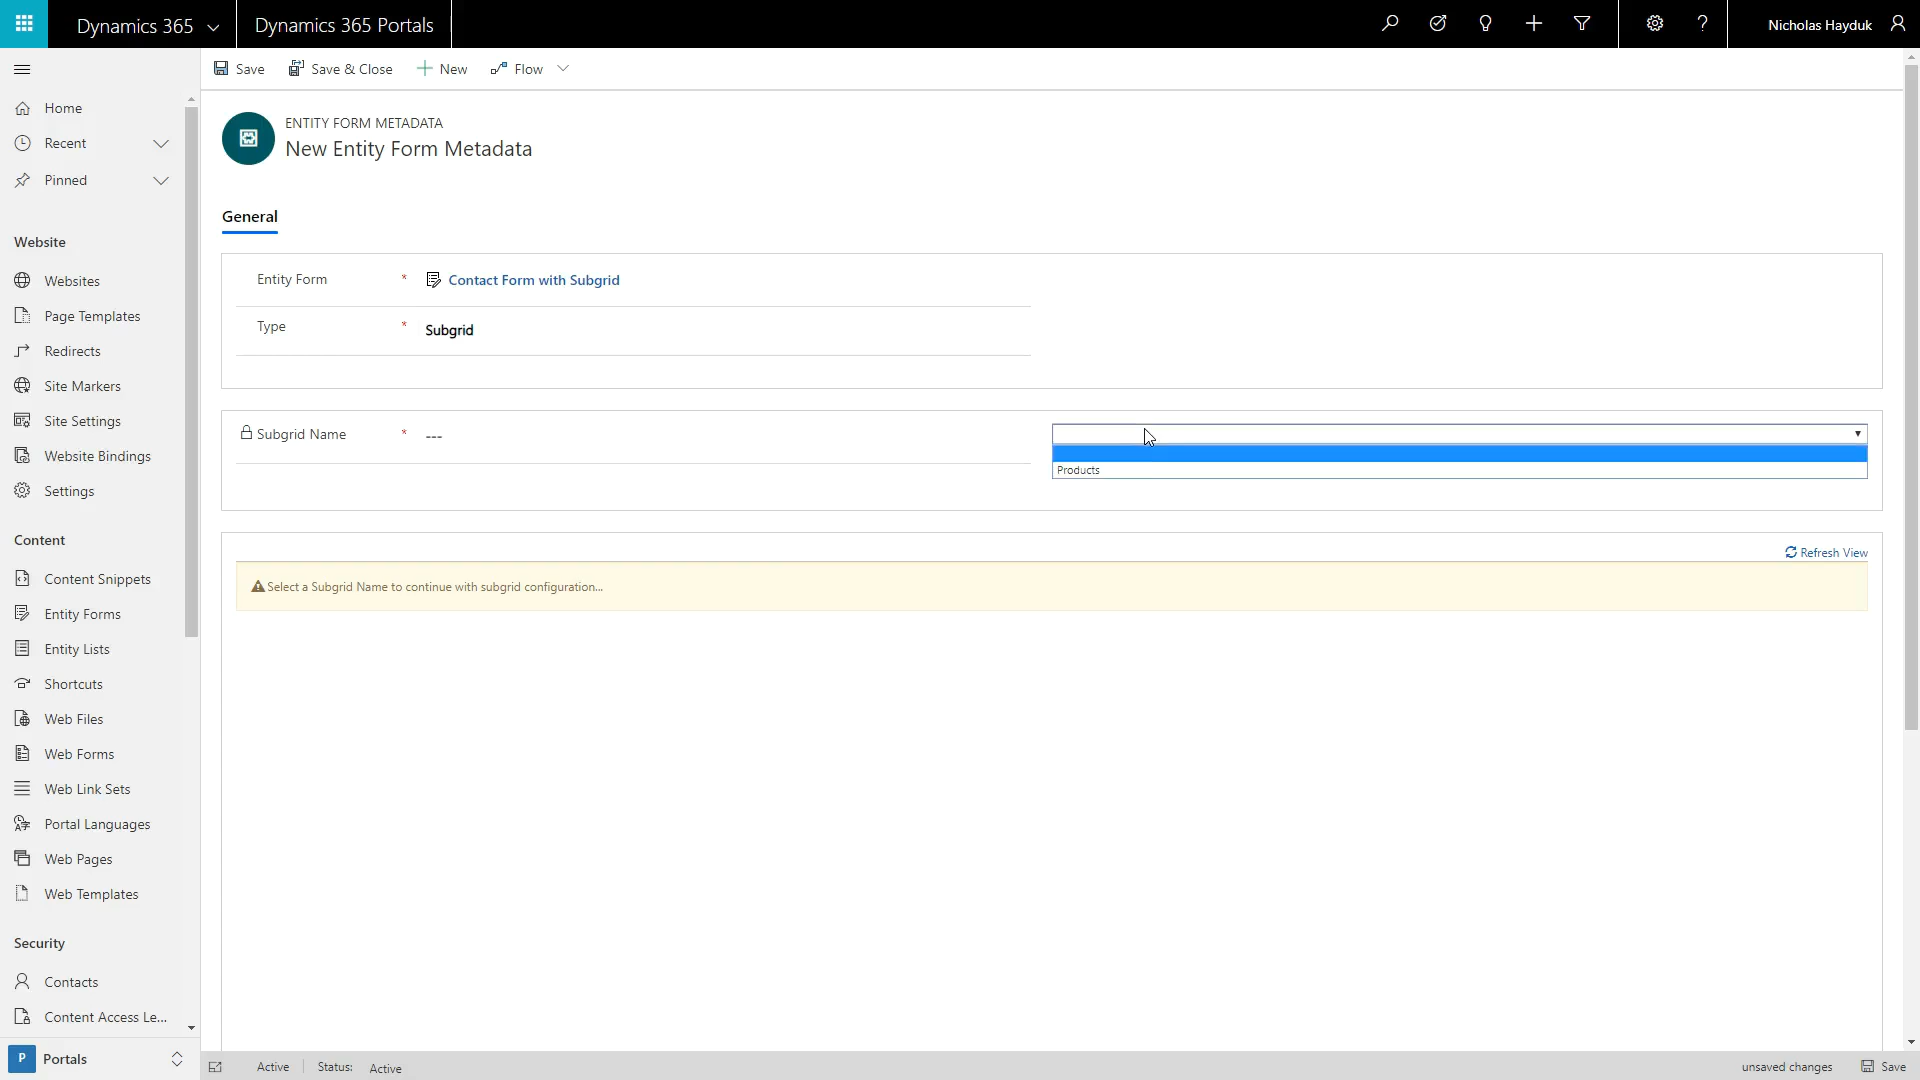 Dynamics 365
Dynamics 365 Portals
Nicholas Hayduk
Save
Save & Close
New
Flow
Home
Recent
Pinned
Website
Websites
Page Templates
Redirects
Site Markers
Site Settings
Website Bindings
Settings
Content
Content Snippets
Entity Forms
Entity Lists
Shortcuts
Web Files
Web Forms
Web Link Sets
Portal Languages
Web Pages
Web Templates
Security
Contacts
Content Access Le...
P Portals
ENTITY FORM METADATA
New Entity Form Metadata
General
Entity Form * Contact Form with Subgrid
Type * Subgrid
Subgrid Name * ---
Products
Refresh View
Select a Subgrid Name to continue with subgrid configuration...
Active Status: Active
unsaved changes Save